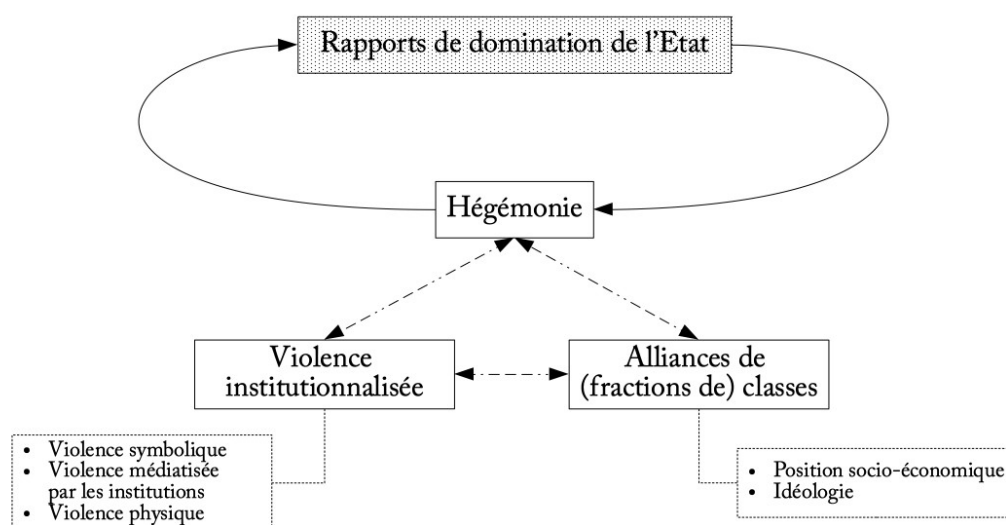 Rapports de domination de l'Etat
Hégémonie
Violence
institutionnalisée
Alliances de
(fractions de) classes
• Violence symbolique
• Violence médiatisée
par les institutions
• Violence physique
• Position socio-économique
• Idéologie